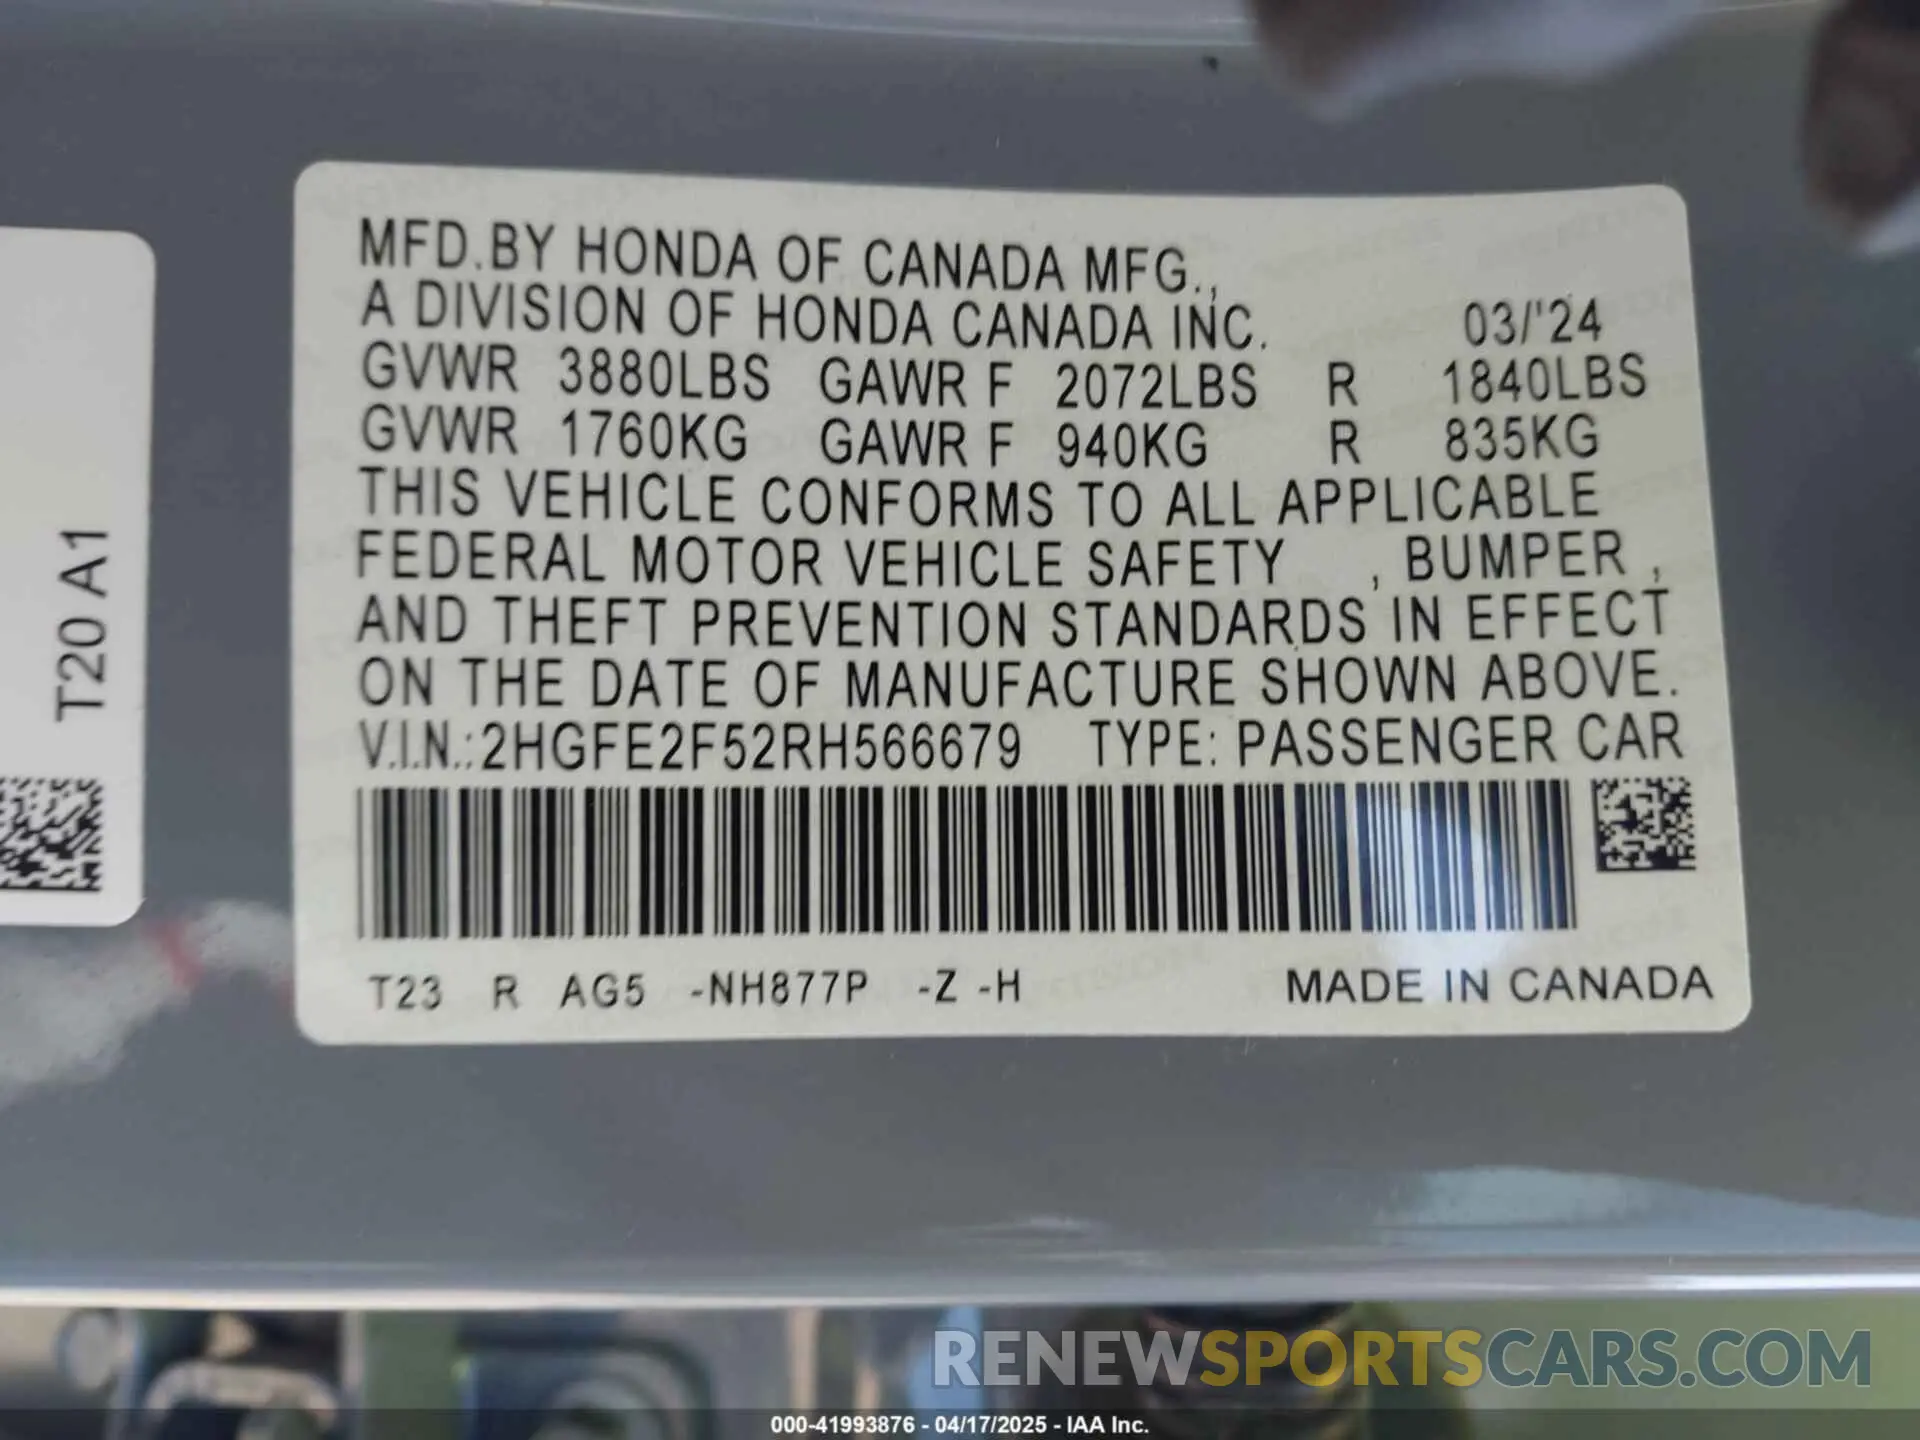 MFD.BY HONDA OF CANADA MFG.,
A DIVISION OF HONDA CANADA INC. 03/'24
GVWR 3880LBS GAWR F 2072LBS R 1840LBS
GVWR 1760KG GAWR F 940KG R 835KG
THIS VEHICLE CONFORMS TO ALL APPLICABLE
FEDERAL MOTOR VEHICLE SAFETY , BUMPER ,
AND THEFT PREVENTION STANDARDS IN EFFECT
ON THE DATE OF MANUFACTURE SHOWN ABOVE.
V.I.N.:2HGFE2F52RH566679 TYPE: PASSENGER CAR
T23 R AG5 -NH877P -Z -H MADE IN CANADA
T20 A1
RENEWSPORTSCARS.COM
000-41993876 - 04/17/2025 - IAA Inc.